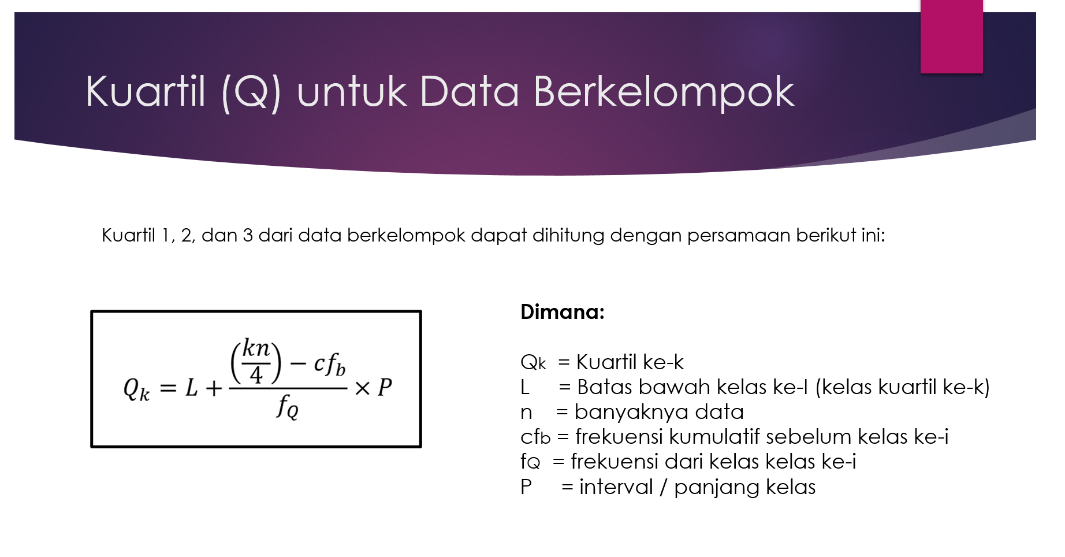 Kuartil (Q) untuk Data Berkelompok
Kuartil 1, 2, dan 3 dari data berkelompok dapat dihitung dengan persamaan berikut ini:
Q_k = L + ((kn/4) − cf_b)/f_Q × P
Dimana:
Qk = Kuartil ke-k
L = Batas bawah kelas ke-I (kelas kuartil ke-k)
n = banyaknya data
cfb = frekuensi kumulatif sebelum kelas ke-i
fQ = frekuensi dari kelas kelas ke-i
P = interval / panjang kelas